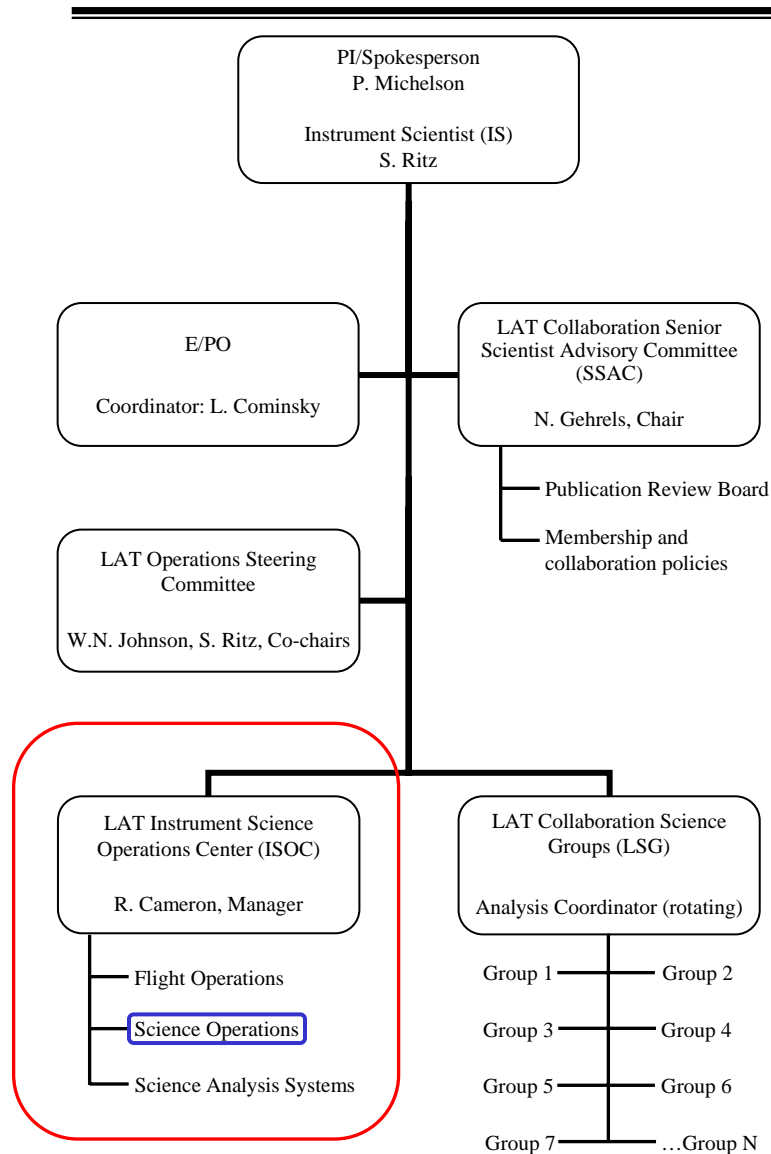 PI/Spokesperson
P. Michelson
Instrument Scientist (IS)
S. Ritz
E/PO
Coordinator: L. Cominsky
LAT Collaboration Senior
Scientist Advisory Committee
(SSAC)
N. Gehrels, Chair
Publication Review Board
Membership and
collaboration policies
LAT Operations Steering
Committee
W.N. Johnson, S. Ritz, Co-chairs
LAT Instrument Science
Operations Center (ISOC)
R. Cameron, Manager
Flight Operations
Science Operations
Science Analysis Systems
LAT Collaboration Science
Groups (LSG)
Analysis Coordinator (rotating)
Group 1 Group 2
Group 3 Group 4
Group 5 Group 6
Group 7 …Group N